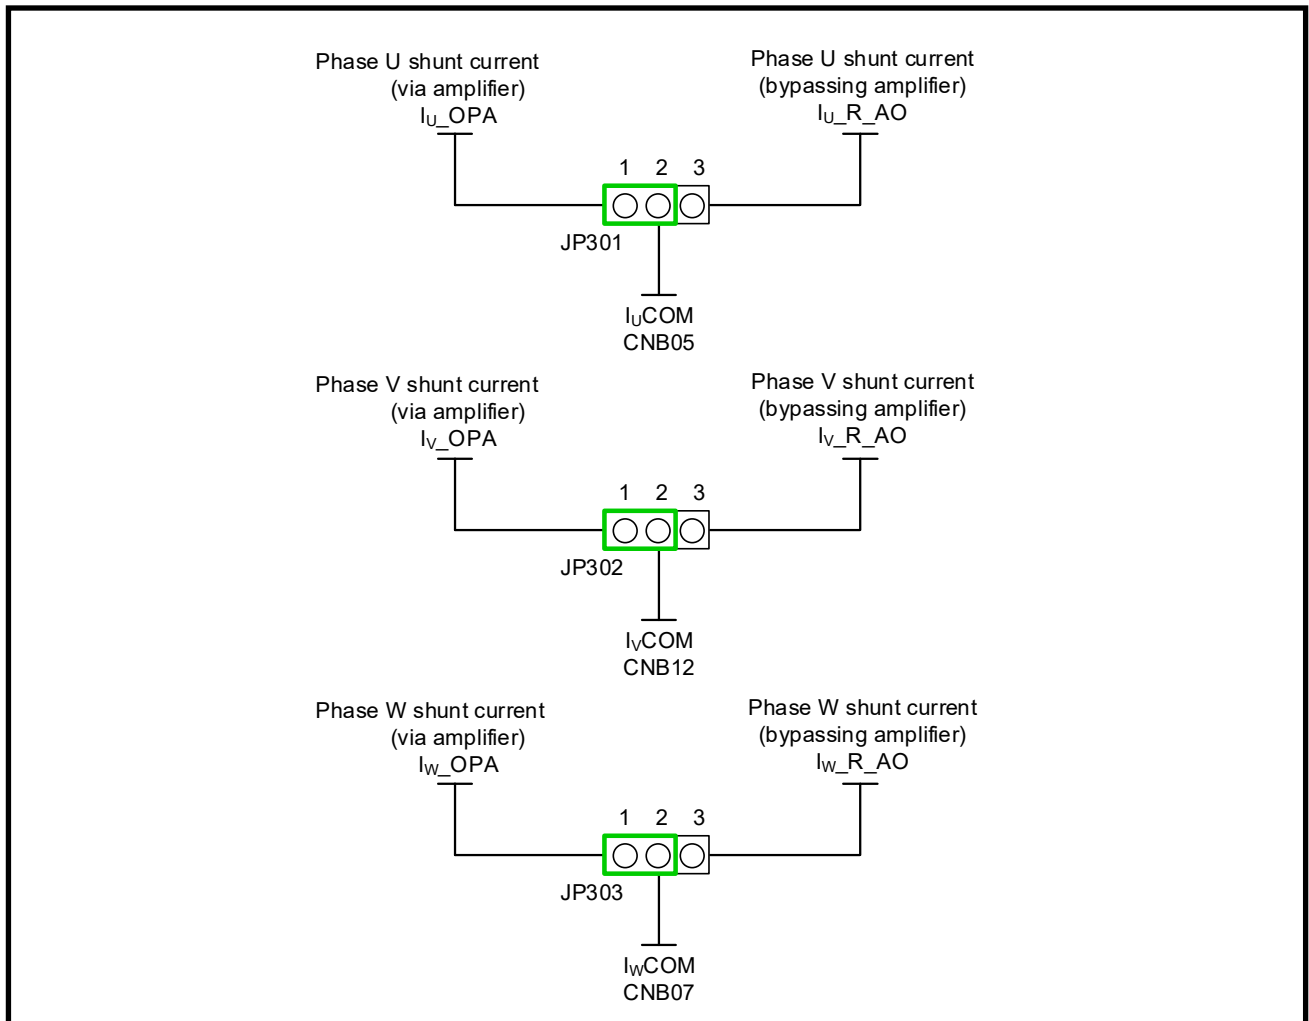 Phase U shunt current
(via amplifier)
IU_OPA
Phase U shunt current
(bypassing amplifier)
IU_R_AO
1 2 3
JP301
IUCOM
CNB05
Phase V shunt current
(via amplifier)
IV_OPA
Phase V shunt current
(bypassing amplifier)
IV_R_AO
1 2 3
JP302
IVCOM
CNB12
Phase W shunt current
(via amplifier)
IW_OPA
Phase W shunt current
(bypassing amplifier)
IW_R_AO
1 2 3
JP303
IWCOM
CNB07